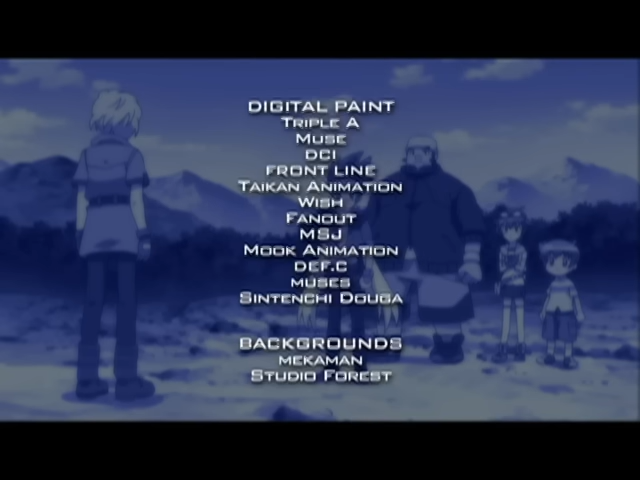 DIGITAL PAINT
TRIPLE A
MUSE
DCI
FRONT LINE
TAIKAN ANIMATION
WISH
FANOUT
MSJ
MOOK ANIMATION
DEF.C
MUSES
SINTENCHI DOUGA
BACKGROUNDS
MEKAMAN
STUDIO FOREST